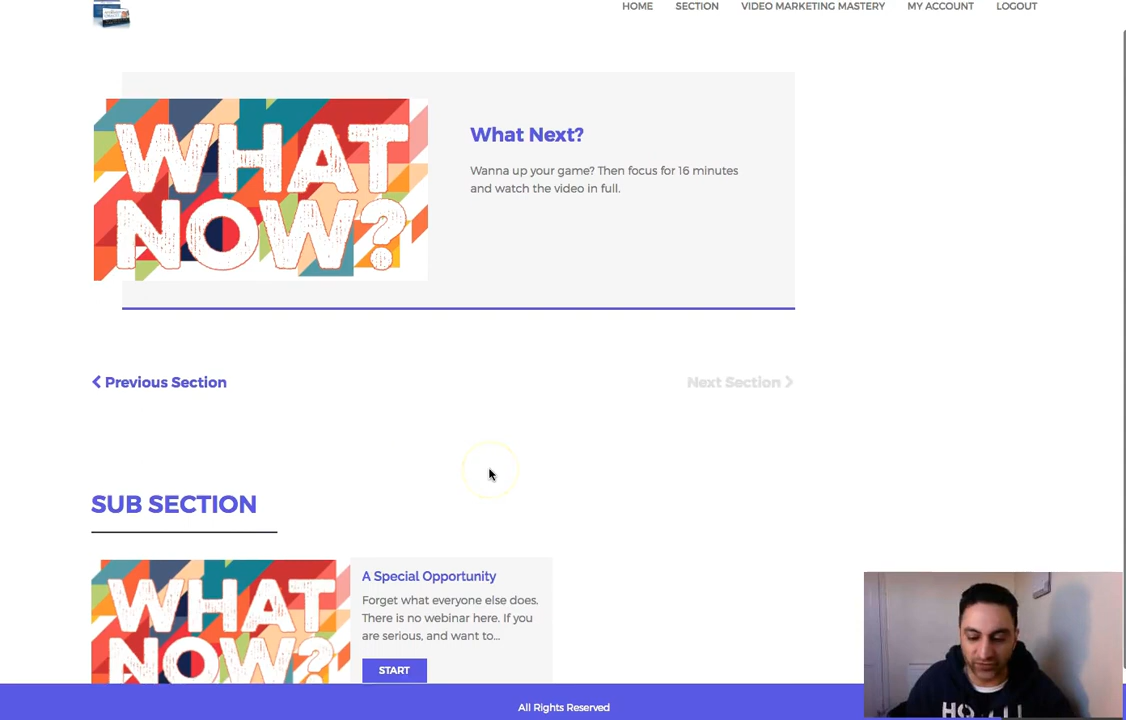 HOME SECTION VIDEO MARKETING MASTERY MY ACCOUNT LOGOUT
WHAT
NOW?
What Next?
Wanna up your game? Then focus for 16 minutes
and watch the video in full.
Previous Section
Next Section
SUB SECTION
WHAT
NOW?
A Special Opportunity
Forget what everyone else does.
There is no webinar here. If you
are serious, and want to...
START
All Rights Reserved